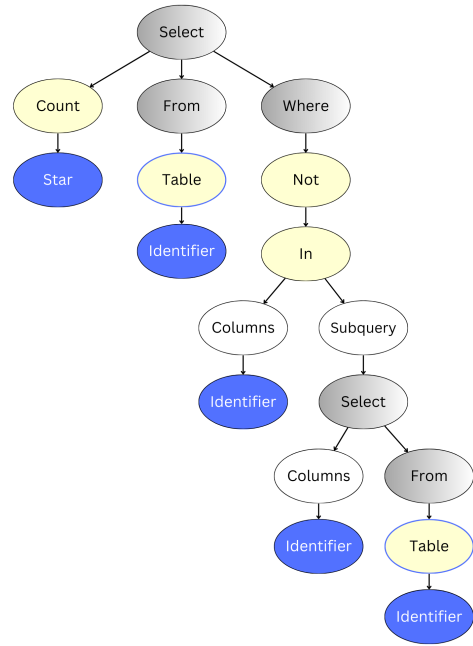 Select
Count
From
Where
Star
Table
Not
Identifier
In
Columns
Subquery
Identifier
Select
Columns
From
Identifier
Table
Identifier